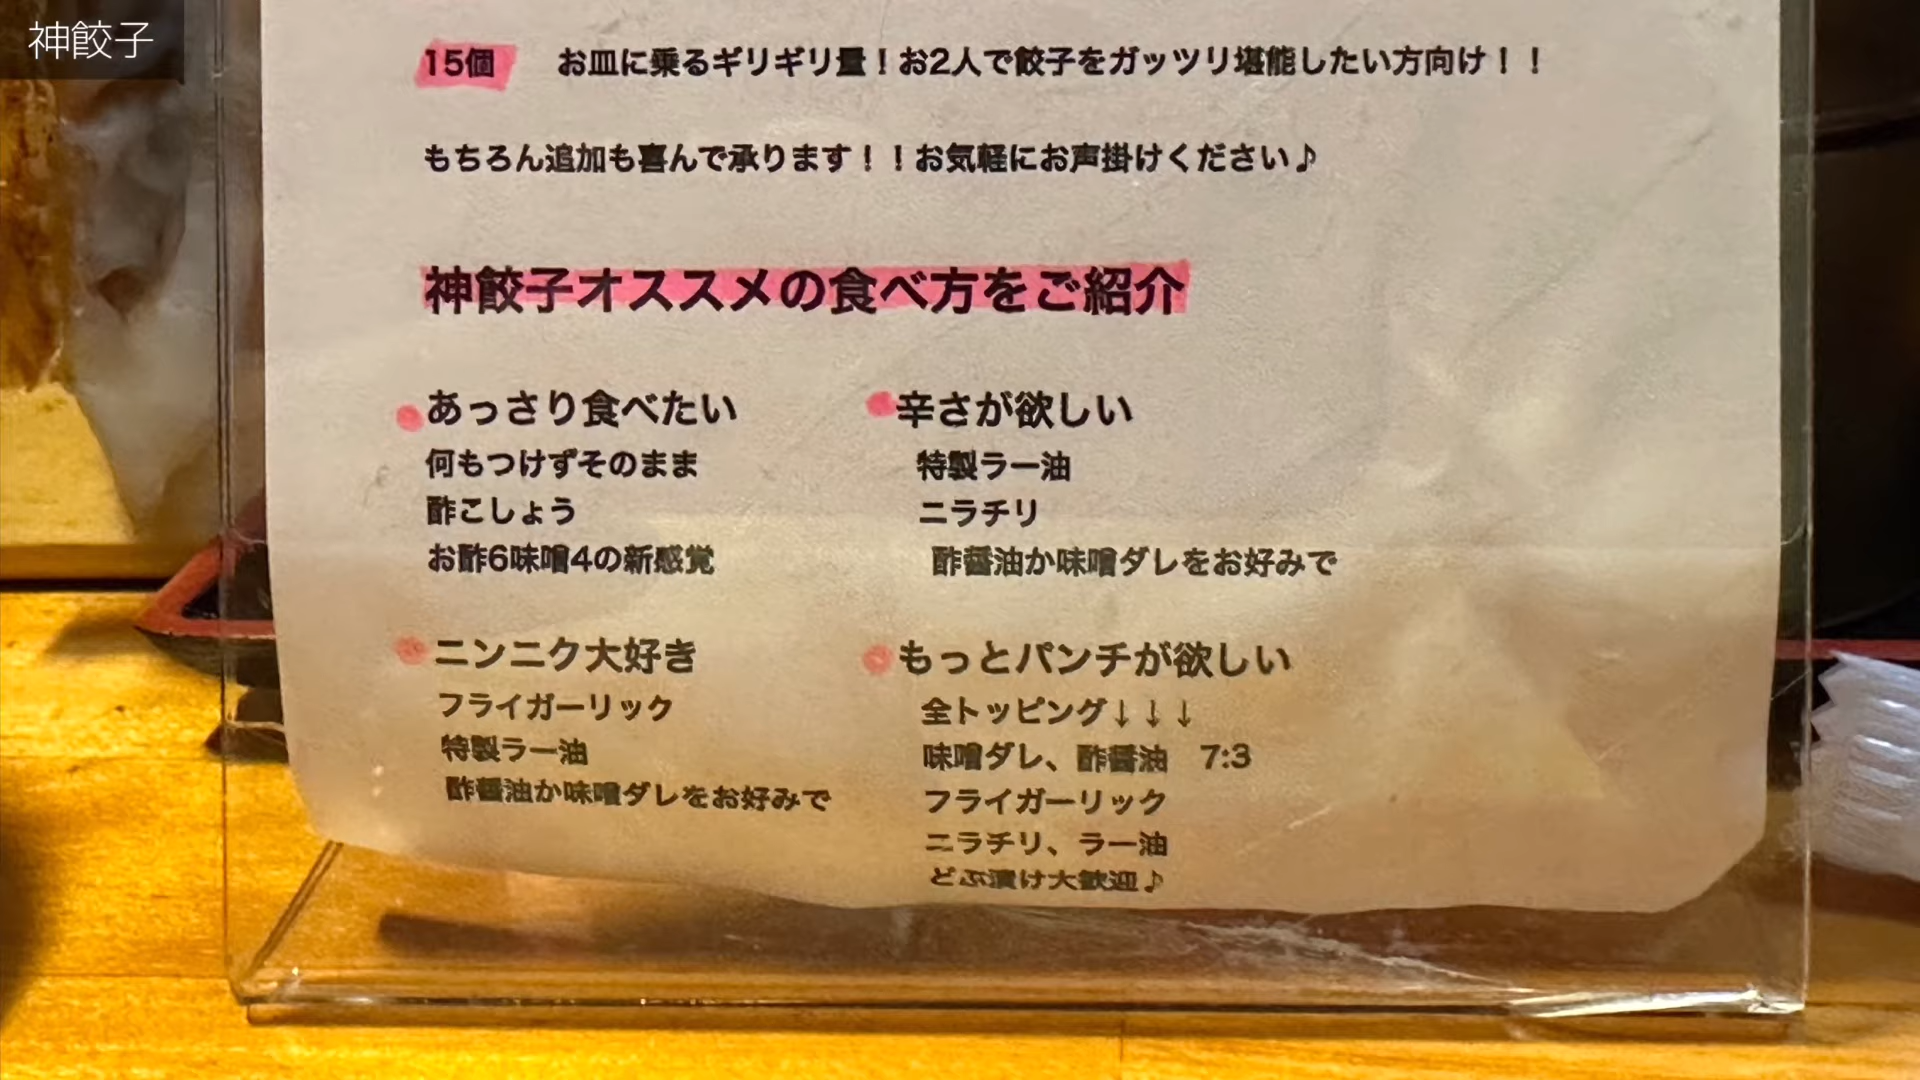 神餃子
15個 お皿に乗るギリギリ量！お2人で餃子をガッツリ堪能したい方向け！！
もちろん追加も喜んで承ります！！お気軽にお声掛けください♪
神餃子オススメの食べ方をご紹介
あっさり食べたい
何もつけずそのまま
酢こしょう
お酢6味噌4の新感覚
辛さが欲しい
特製ラー油
ニラチリ
酢醤油か味噌ダレをお好みで
ニンニク大好き
フライガーリック
特製ラー油
酢醤油か味噌ダレをお好みで
もっとパンチが欲しい
全トッピング↓↓↓
味噌ダレ、酢醤油 7:3
フライガーリック
ニラチリ、ラー油
どぶ漬け大歓迎♪